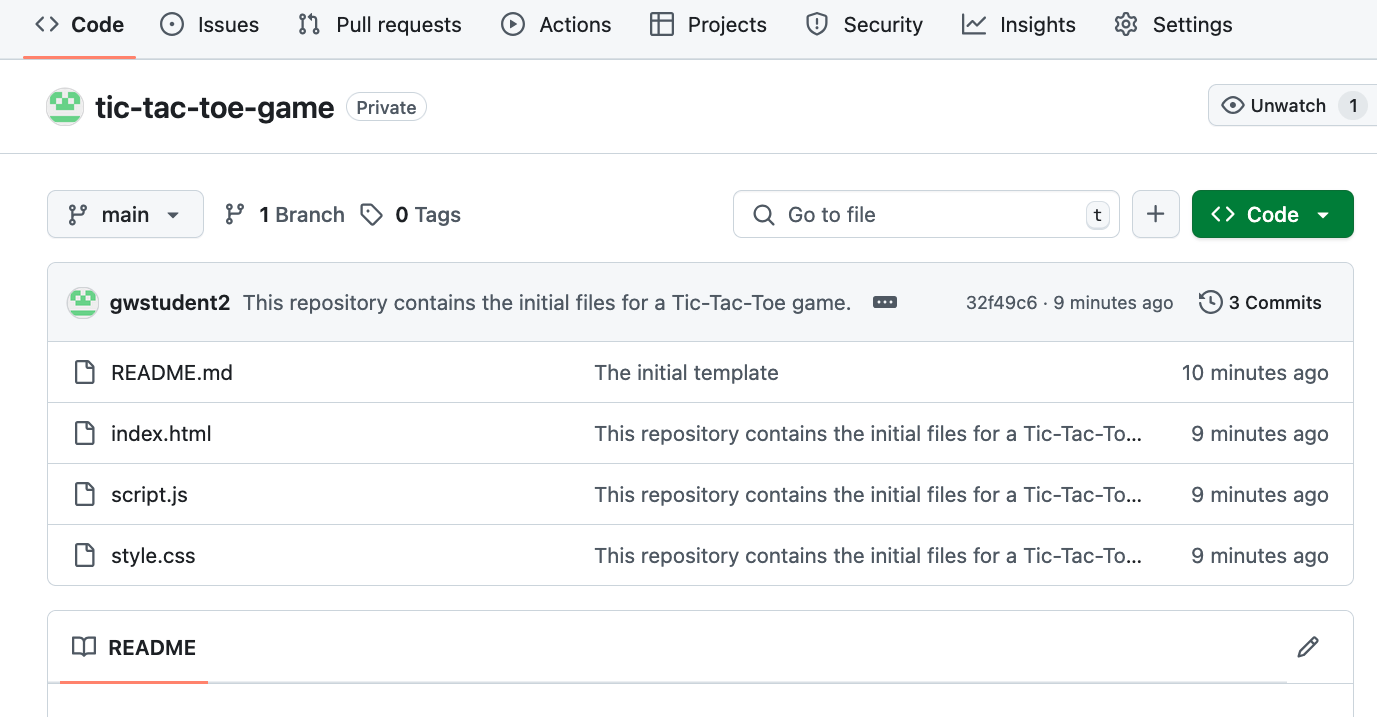 Code Issues Pull requests Actions Projects Security Insights Settings
tic-tac-toe-game Private Unwatch 1
main 1 Branch 0 Tags Go to file t Code
gwstudent2 This repository contains the initial files for a Tic-Tac-Toe game. 32f49c6 · 9 minutes ago 3 Commits
README.md The initial template 10 minutes ago
index.html This repository contains the initial files for a Tic-Tac-To... 9 minutes ago
script.js This repository contains the initial files for a Tic-Tac-To... 9 minutes ago
style.css This repository contains the initial files for a Tic-Tac-To... 9 minutes ago
README